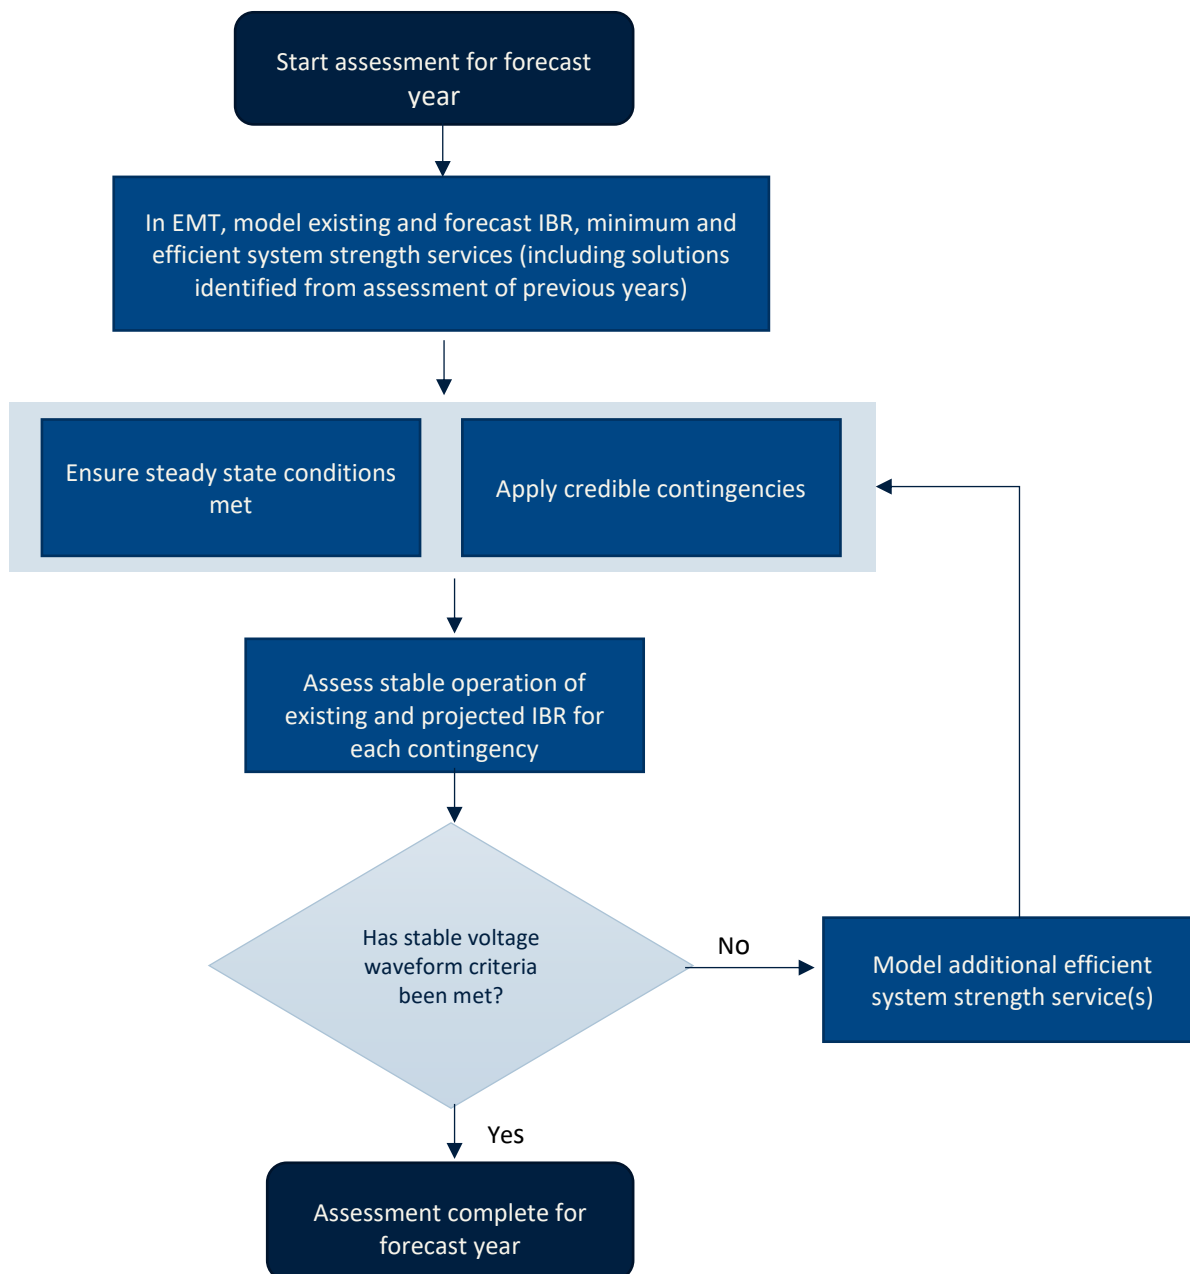 Start assessment for forecast
year
In EMT, model existing and forecast IBR, minimum and
efficient system strength services (including solutions
identified from assessment of previous years)
Ensure steady state conditions
met
Apply credible contingencies
Assess stable operation of
existing and projected IBR for
each contingency
Has stable voltage
waveform criteria
been met?
No
Model additional efficient
system strength service(s)
Yes
Assessment complete for
forecast year